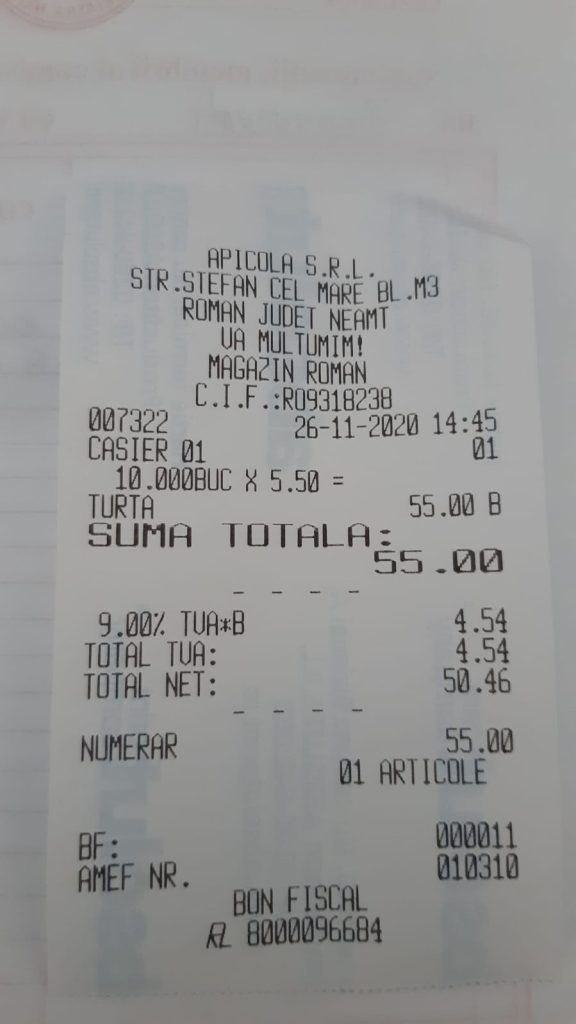 APICOLA S.R.L.
STR.STEFAN CEL MARE BL.M3
ROMAN JUDET NEAMT
VA MULTUMIM!
MAGAZIN ROMAN
C.I.F.:RO9318238
007322 26-11-2020 14:45
CASIER 01 01
10.000BUC X 5.50 =
TURTA 55.00 B
SUMA TOTALA:
55.00
- - - -
9.00% TVA*B 4.54
TOTAL TVA: 4.54
TOTAL NET: 50.46
- - - -
NUMERAR 55.00
01 ARTICOLE
BF: 000011
AMEF NR. 010310
BON FISCAL
8000096684